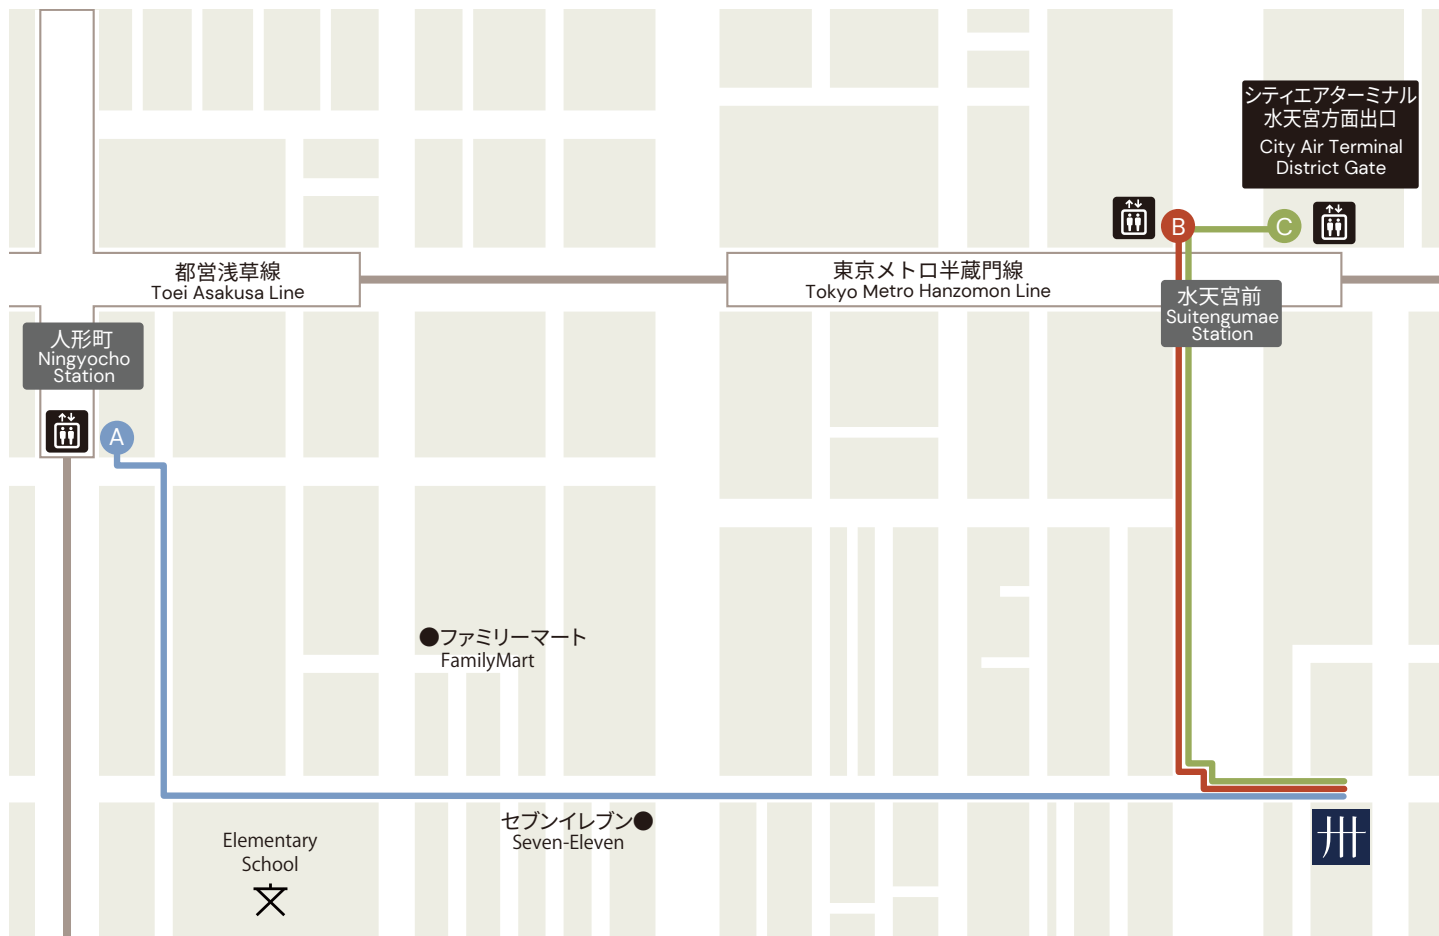 シティエアターミナル
水天宮方面出口
City Air Terminal
District Gate
B
C
都営浅草線
Toei Asakusa Line
東京メトロ半蔵門線
Tokyo Metro Hanzomon Line
水天宮前
Suitengumae
Station
人形町
Ningyocho
Station
A
ファミリーマート
FamilyMart
セブンイレブン
Seven-Eleven
Elementary
School